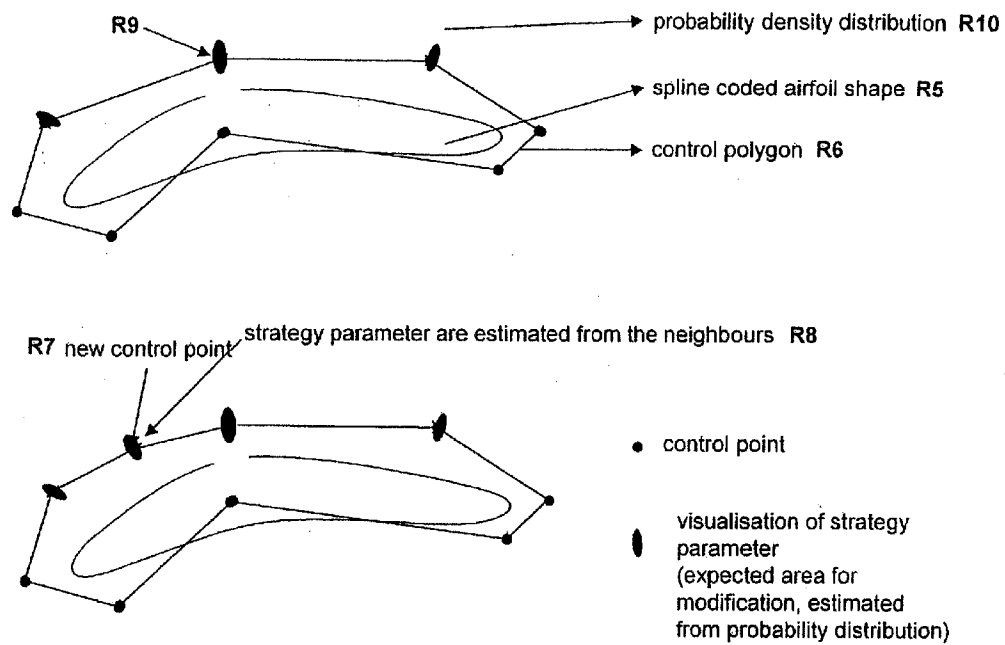 R9
probability density distribution R10
spline coded airfoil shape R5
control polygon R6
strategy parameter are estimated from the neighbours R8
R7 new control point
control point
visualisation of strategy
parameter
(expected area for
modification, estimated
from probability distribution)